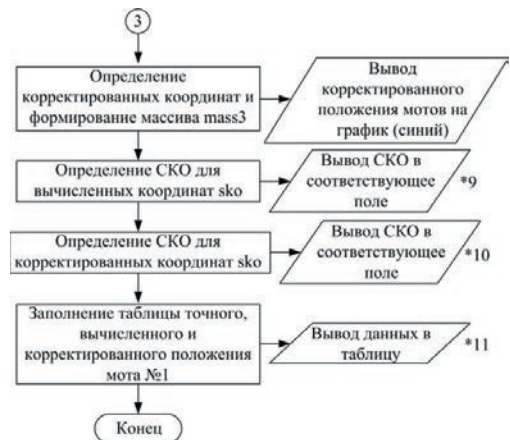 3
Определение
корректированных координат и
формирование массива mass3
Вывод
корректированного
положения мотов на
график (синий)
Определение СКО для
вычисленных координат sko
Вывод СКО в
соответствующее
поле
*9
Определение СКО для
корректированных координат sko
Вывод СКО в
соответствующее
поле
*10
Заполнение таблицы точного,
вычисленного и
корректированного положения
мота №1
Вывод данных в
таблицу
*11
Конец